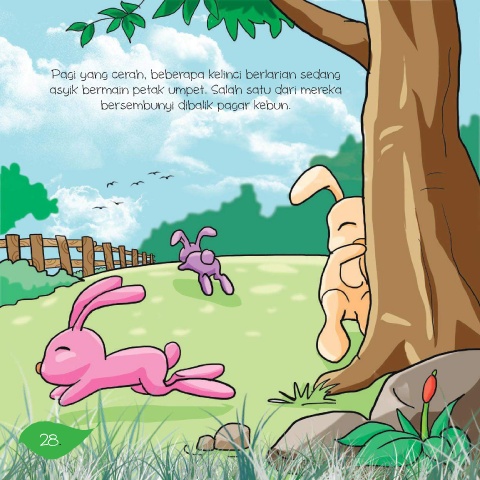 Pagi yang cerah, beberapa kelinci berlarian sedang
asyik bermain petak umpet. Salah satu dari mereka
bersembunyi dibalik pagar kebun.
28